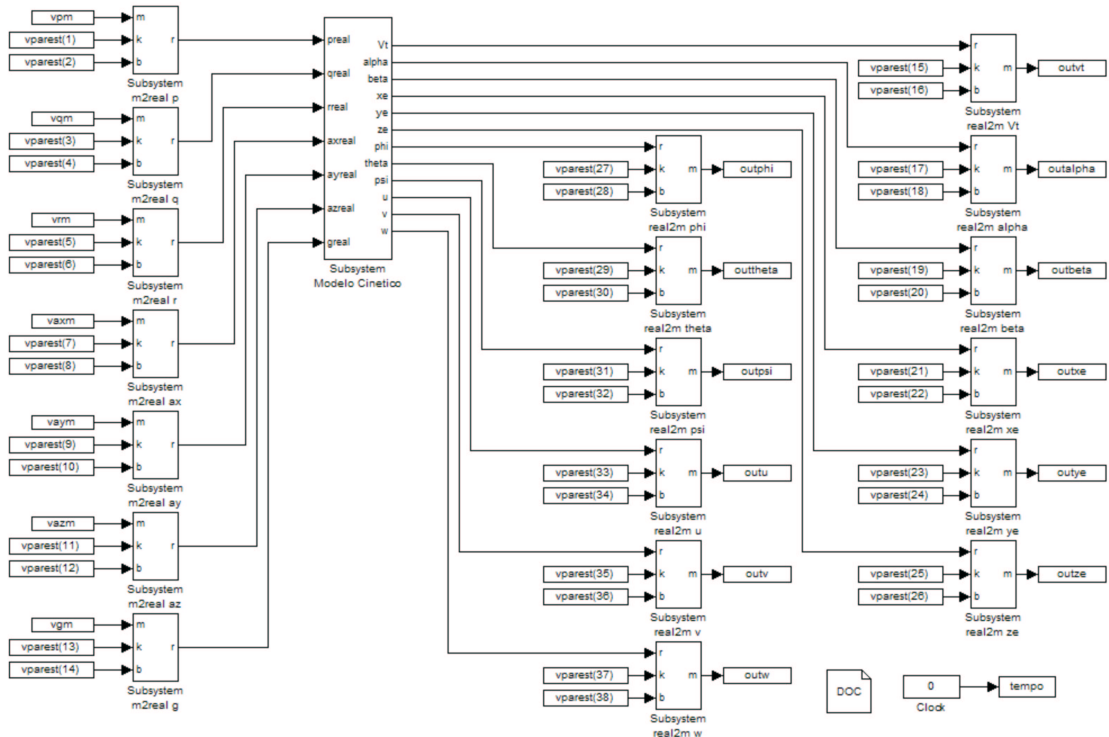 vpm
m
vparest(1)
k
r
vparest(2)
b
Subsystem
m2real p
vqm
m
vparest(3)
k
r
vparest(4)
b
Subsystem
m2real q
vrm
m
vparest(5)
k
r
vparest(6)
b
Subsystem
m2real r
vaxm
m
vparest(7)
k
r
vparest(8)
b
Subsystem
m2real ax
vaym
m
vparest(9)
k
r
vparest(10)
b
Subsystem
m2real ay
vazm
m
vparest(11)
k
r
vparest(12)
b
Subsystem
m2real az
vgm
m
vparest(13)
k
r
vparest(14)
b
Subsystem
m2real g
preal
qreal
rreal
axreal
ayreal
azreal
greal
Vt
alpha
beta
xe
ye
ze
phi
theta
psi
u
v
w
Subsystem
Modelo Cinetico
r
vparest(27)
k
m
outphi
vparest(28)
b
Subsystem
real2m phi
r
vparest(29)
k
m
outtheta
vparest(30)
b
Subsystem
real2m theta
r
vparest(31)
k
m
outpsi
vparest(32)
b
Subsystem
real2m psi
r
vparest(33)
k
m
outu
vparest(34)
b
Subsystem
real2m u
r
vparest(35)
k
m
outv
vparest(36)
b
Subsystem
real2m v
r
vparest(37)
k
m
outw
vparest(38)
b
Subsystem
real2m w
r
vparest(15)
k
m
outvt
vparest(16)
b
Subsystem
real2m Vt
r
vparest(17)
k
m
outalpha
vparest(18)
b
Subsystem
real2m alpha
r
vparest(19)
k
m
outbeta
vparest(20)
b
Subsystem
real2m beta
r
vparest(21)
k
m
outxe
vparest(22)
b
Subsystem
real2m xe
r
vparest(23)
k
m
outye
vparest(24)
b
Subsystem
real2m ye
r
vparest(25)
k
m
outze
vparest(26)
b
Subsystem
real2m ze
DOC
0
Clock
tempo